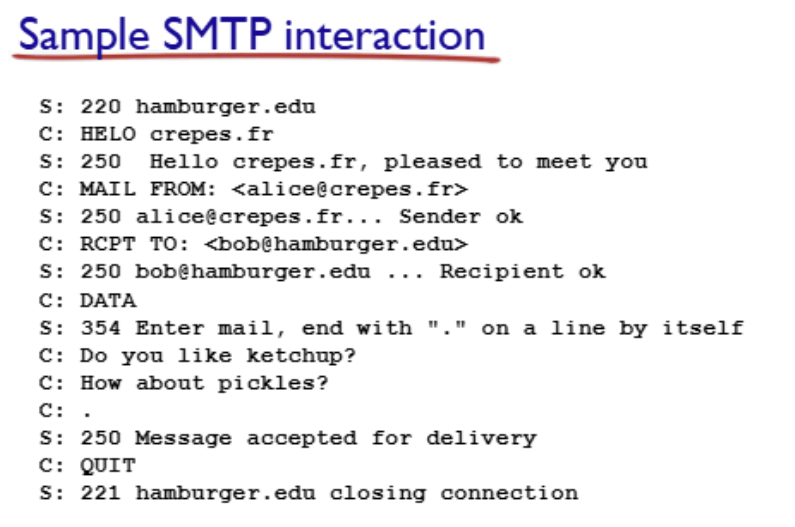 Sample SMTP interaction
S: 220 hamburger.edu
C: HELO crepes.fr
S: 250  Hello crepes.fr, pleased to meet you
C: MAIL FROM: <alice@crepes.fr>
S: 250 alice@crepes.fr... Sender ok
C: RCPT TO: <bob@hamburger.edu>
S: 250 bob@hamburger.edu ... Recipient ok
C: DATA
S: 354 Enter mail, end with "." on a line by itself
C: Do you like ketchup?
C: How about pickles?
C: .
S: 250 Message accepted for delivery
C: QUIT
S: 221 hamburger.edu closing connection